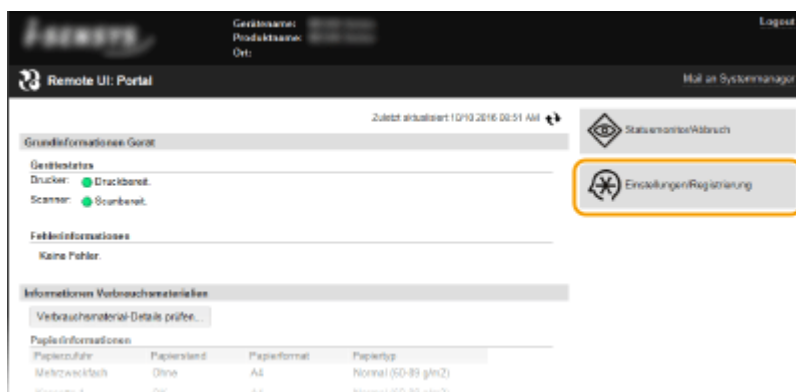 i-SENSYS
Gerätename:
Produktname:
Ort:
Logout
Remote UI: Portal
Mail an Systemmanager
Zuletzt aktualisiert: 10/10 2016 08:51 AM
Grundinformationen Gerät
Gerätestatus
Drucker: Druckbereit.
Scanner: Scanbereit.
Fehlerinformationen
Keine Fehler.
Statusmonitor/Abbruch
Einstellungen/Registrierung
Informationen Verbrauchsmaterialien
Verbrauchsmaterial-Details prüfen...
Papierinformationen
Papierzufuhr Papierstand Papierformat Papiertyp
Mehrzweckfach Ohne A4 Normal (60-89 g/m2)